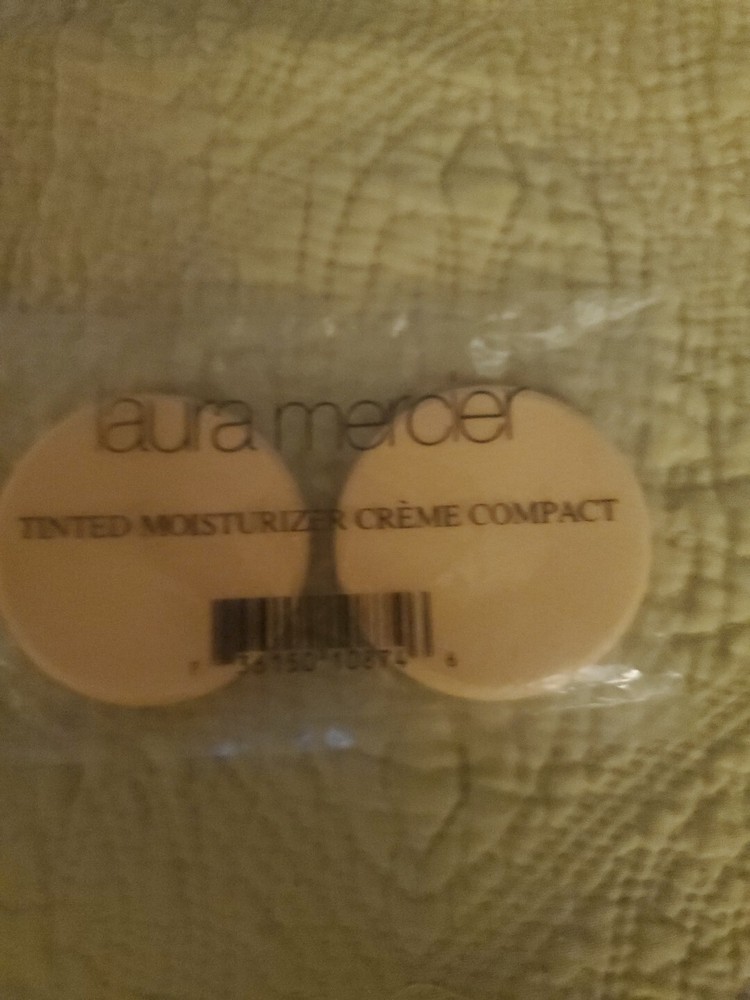 laura mercier
TINTED MOISTURIZER CRÈME COMPACT